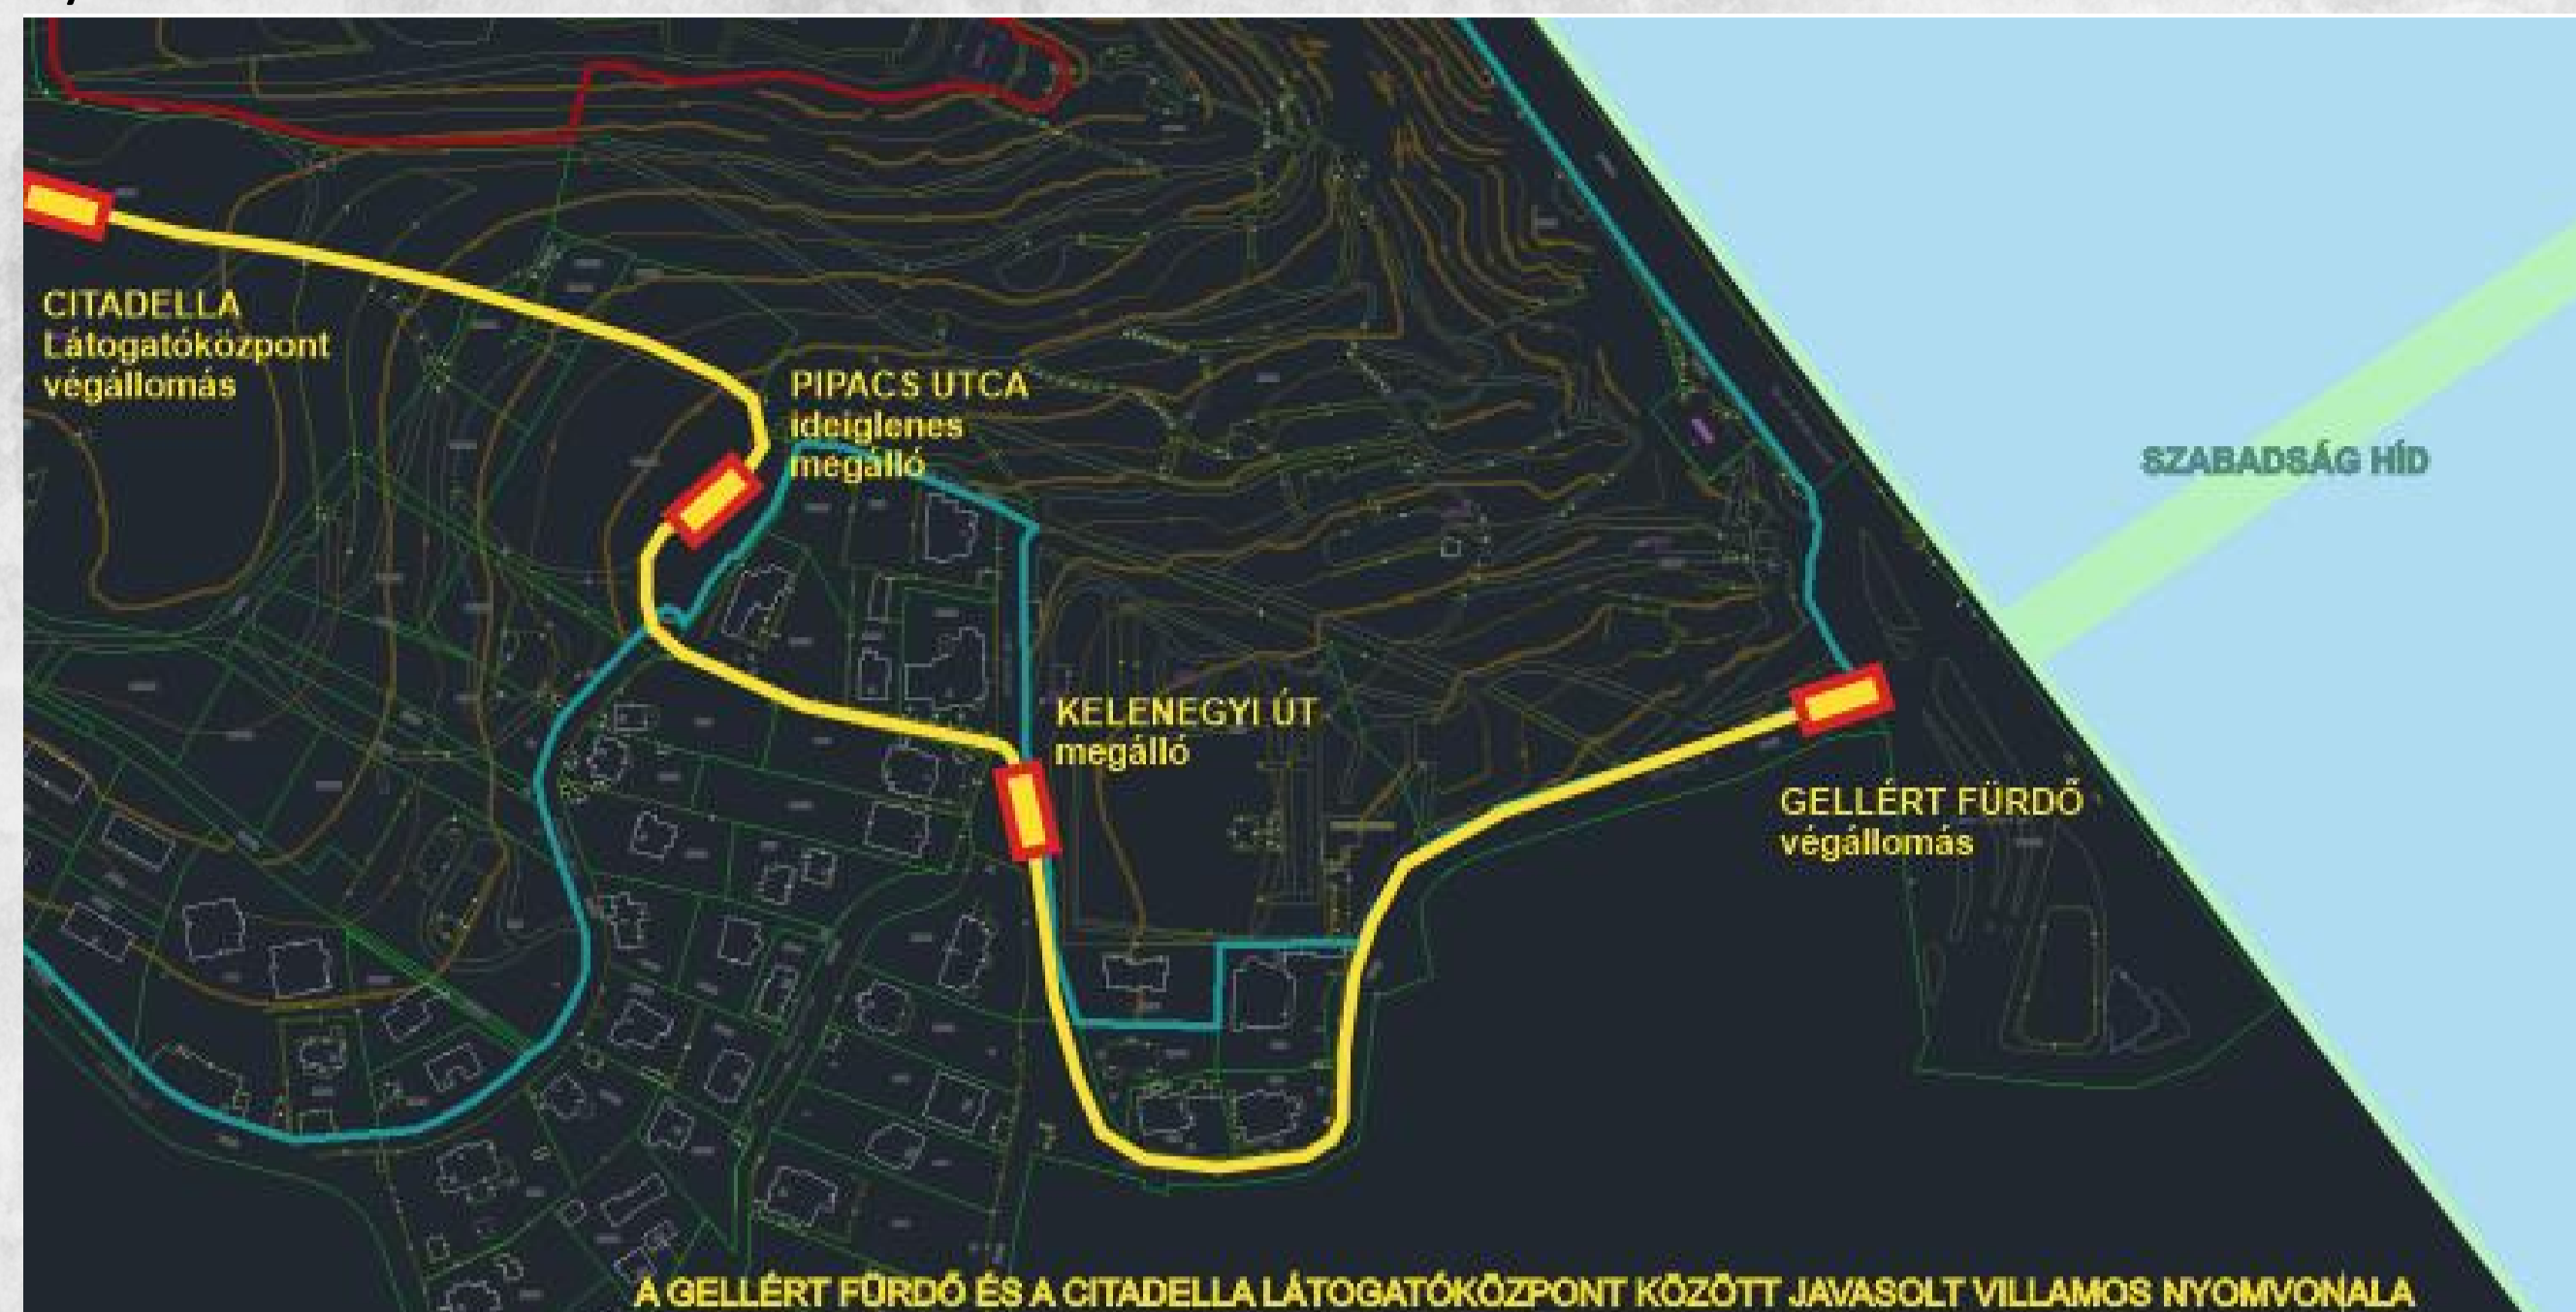 CITADELLA
Látogatóközpont
végállomás
PIPACS UTCA
ideiglenes
megálló
SZABADSÁG HÍD
KELENEGYI ÚT
megálló
GELLÉRT FÜRDŐ
végállomás
A GELLÉRT FÜRDŐ ÉS A CITADELLA LÁTOGATÓKÖZPONT KÖZÖTT JAVASOLT VILLAMOS NYOMVONALA